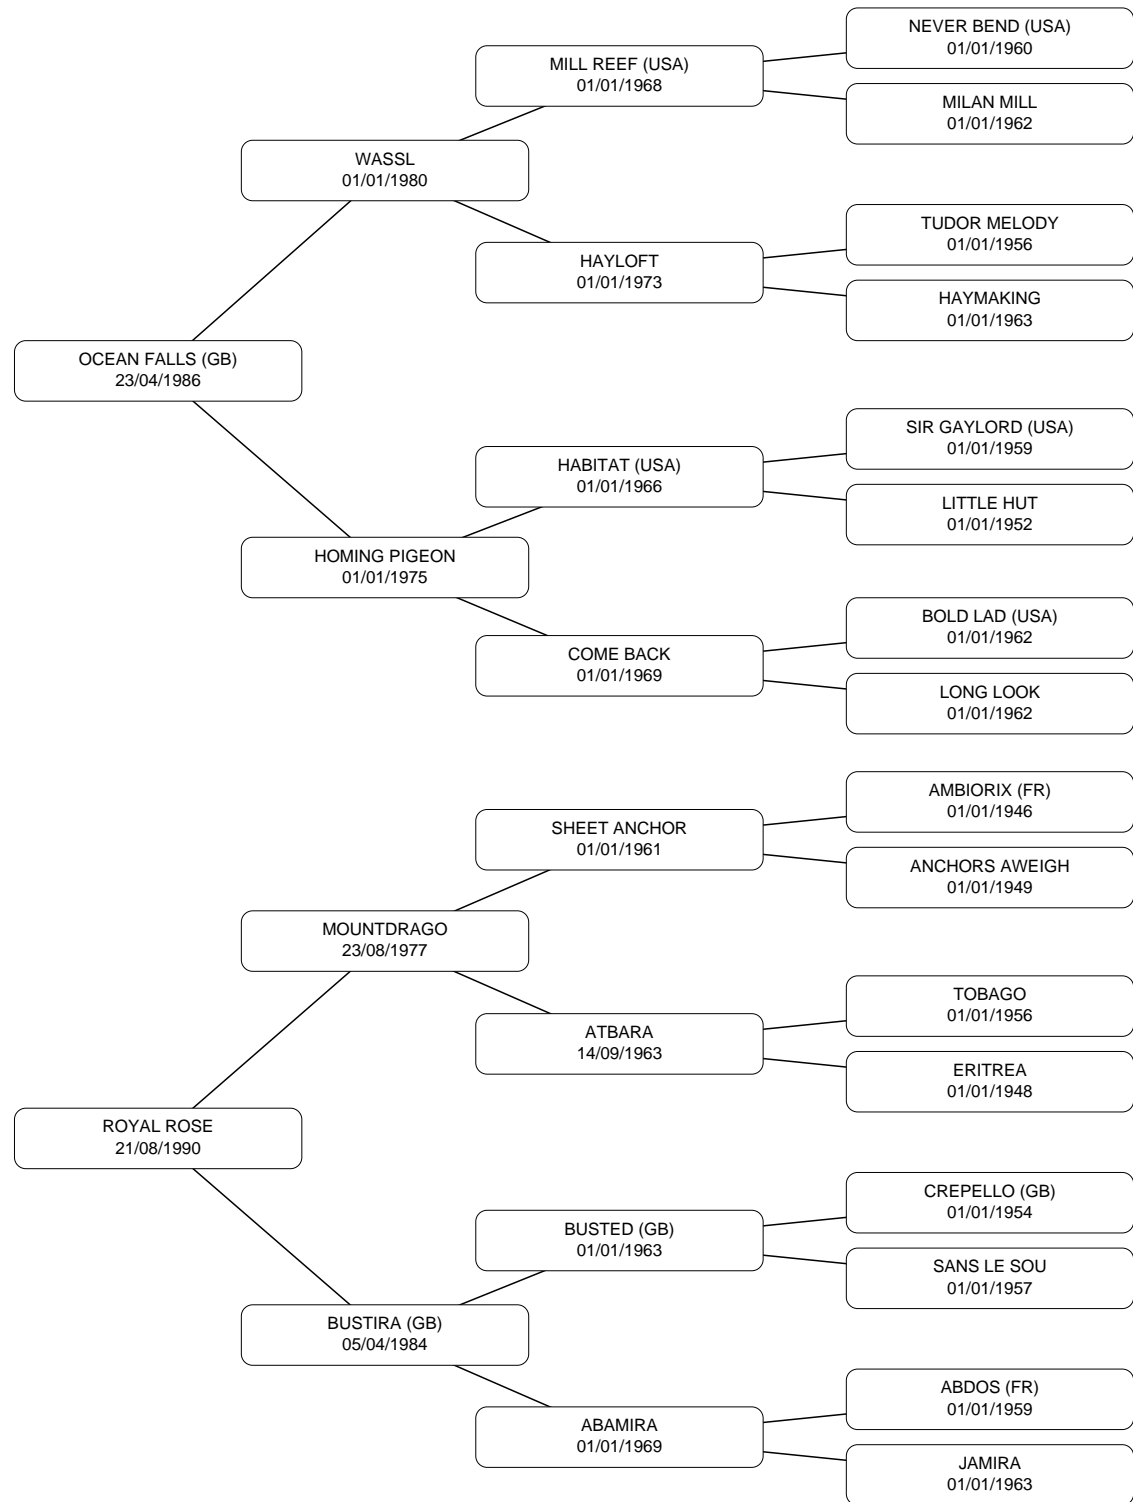 NEVER BEND (USA)
01/01/1960
MILL REEF (USA)
01/01/1968
MILAN MILL
01/01/1962
WASSL
01/01/1980
TUDOR MELODY
01/01/1956
HAYLOFT
01/01/1973
HAYMAKING
01/01/1963
OCEAN FALLS (GB)
23/04/1986
SIR GAYLORD (USA)
01/01/1959
HABITAT (USA)
01/01/1966
LITTLE HUT
01/01/1952
HOMING PIGEON
01/01/1975
BOLD LAD (USA)
01/01/1962
COME BACK
01/01/1969
LONG LOOK
01/01/1962
AMBIORIX (FR)
01/01/1946
SHEET ANCHOR
01/01/1961
ANCHORS AWEIGH
01/01/1949
MOUNTDRAGO
23/08/1977
TOBAGO
01/01/1956
ATBARA
14/09/1963
ERITREA
01/01/1948
ROYAL ROSE
21/08/1990
CREPELLO (GB)
01/01/1954
BUSTED (GB)
01/01/1963
SANS LE SOU
01/01/1957
BUSTIRA (GB)
05/04/1984
ABDOS (FR)
01/01/1959
ABAMIRA
01/01/1969
JAMIRA
01/01/1963